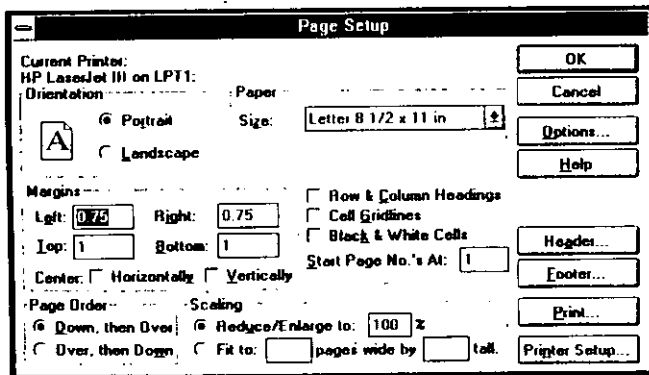 Page Setup
Current Printer:
HP LaserJet III on LPT1:
OK
Cancel
Options...
Help
Orientation
A
Portrait
Landscape
Paper
Size: Letter 8 1/2 x 11 in
Margins
Left: 0.75 Right: 0.75
Top: 1 Bottom: 1
Center: Horizontally Vertically
Row & Column Headings
Cell Gridlines
Black & White Cells
Start Page No.'s At: 1
Header...
Footer...
Print...
Printer Setup...
Page Order
Down, then Over
Over, then Down
Scaling
Reduce/Enlarge to: 100 %
Fit to: pages wide by tall.